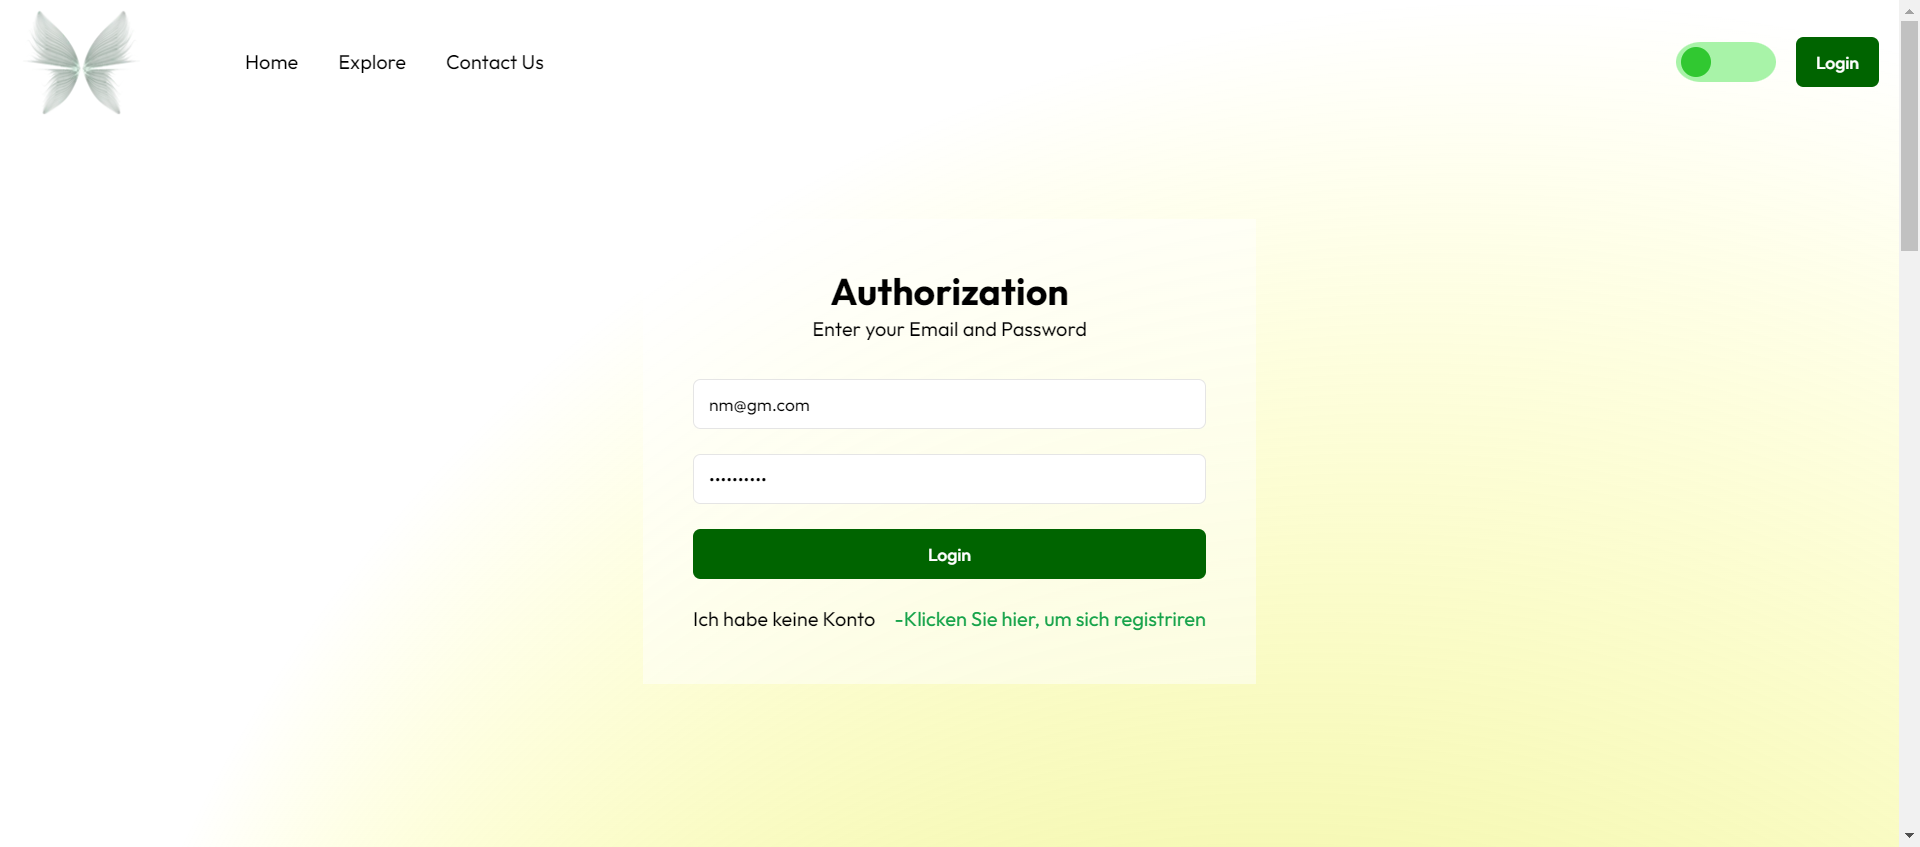 Home Explore Contact Us Login
Authorization
Enter your Email and Password
nm@gm.com
••••••••••
Login
Ich habe keine Konto -Klicken Sie hier, um sich registriren